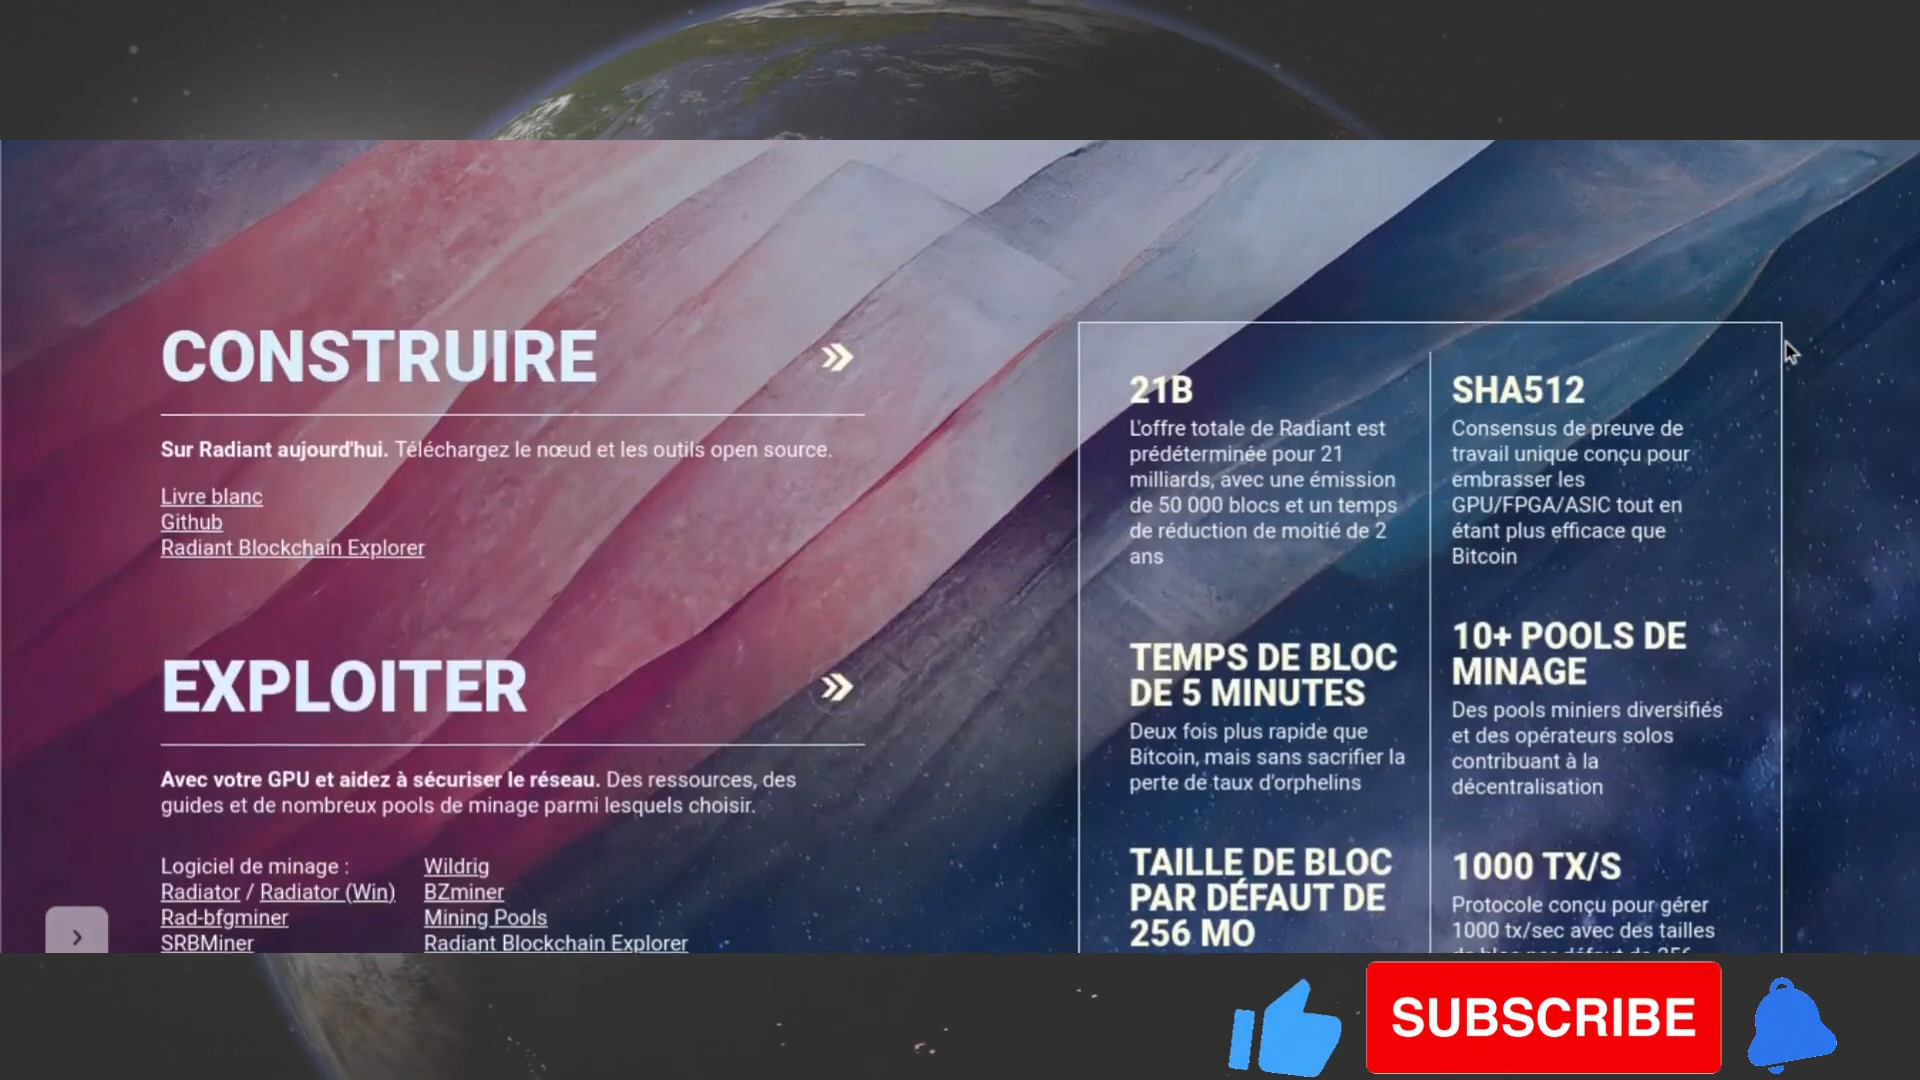 CONSTRUIRE
Sur Radiant aujourd'hui. Téléchargez le nœud et les outils open source.
Livre blanc
Github
Radiant Blockchain Explorer
EXPLOITER
Avec votre GPU et aidez à sécuriser le réseau. Des ressources, des
guides et de nombreux pools de minage parmi lesquels choisir.
Logiciel de minage :
Radiator / Radiator (Win)
Rad-bfgminer
SRBMiner
Wildrig
BZminer
Mining Pools
Radiant Blockchain Explorer
21B
L'offre totale de Radiant est
prédéterminée pour 21
milliards, avec une émission
de 50 000 blocs et un temps
de réduction de moitié de 2
ans
TEMPS DE BLOC
DE 5 MINUTES
Deux fois plus rapide que
Bitcoin, mais sans sacrifier la
perte de taux d'orphelins
TAILLE DE BLOC
PAR DÉFAUT DE
256 MO
SHA512
Consensus de preuve de
travail unique conçu pour
embrasser les
GPU/FPGA/ASIC tout en
étant plus efficace que
Bitcoin
10+ POOLS DE
MINAGE
Des pools miniers diversifiés
et des opérateurs solos
contribuant à la
décentralisation
1000 TX/S
Protocole conçu pour gérer
1000 tx/sec avec des tailles
de bloc par défaut de 256
SUBSCRIBE